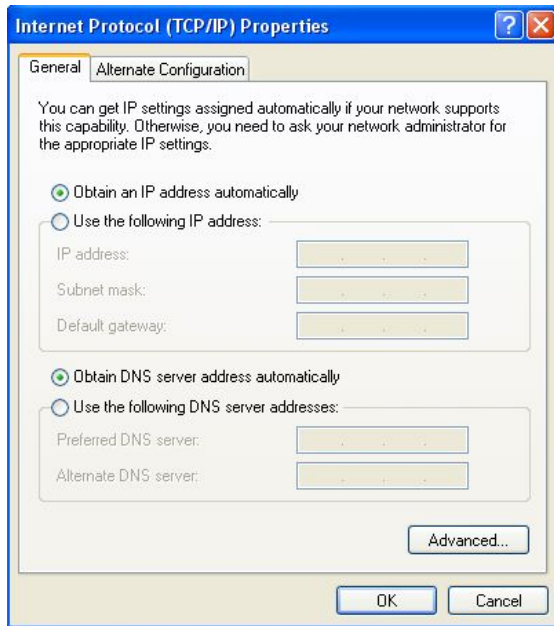 Internet Protocol (TCP/IP) Properties
General
Alternate Configuration
You can get IP settings assigned automatically if your network supports
this capability. Otherwise, you need to ask your network administrator for
the appropriate IP settings.
Obtain an IP address automatically
Use the following IP address:
IP address:
Subnet mask:
Default gateway:
Obtain DNS server address automatically
Use the following DNS server addresses:
Preferred DNS server:
Alternate DNS server:
Advanced...
OK
Cancel